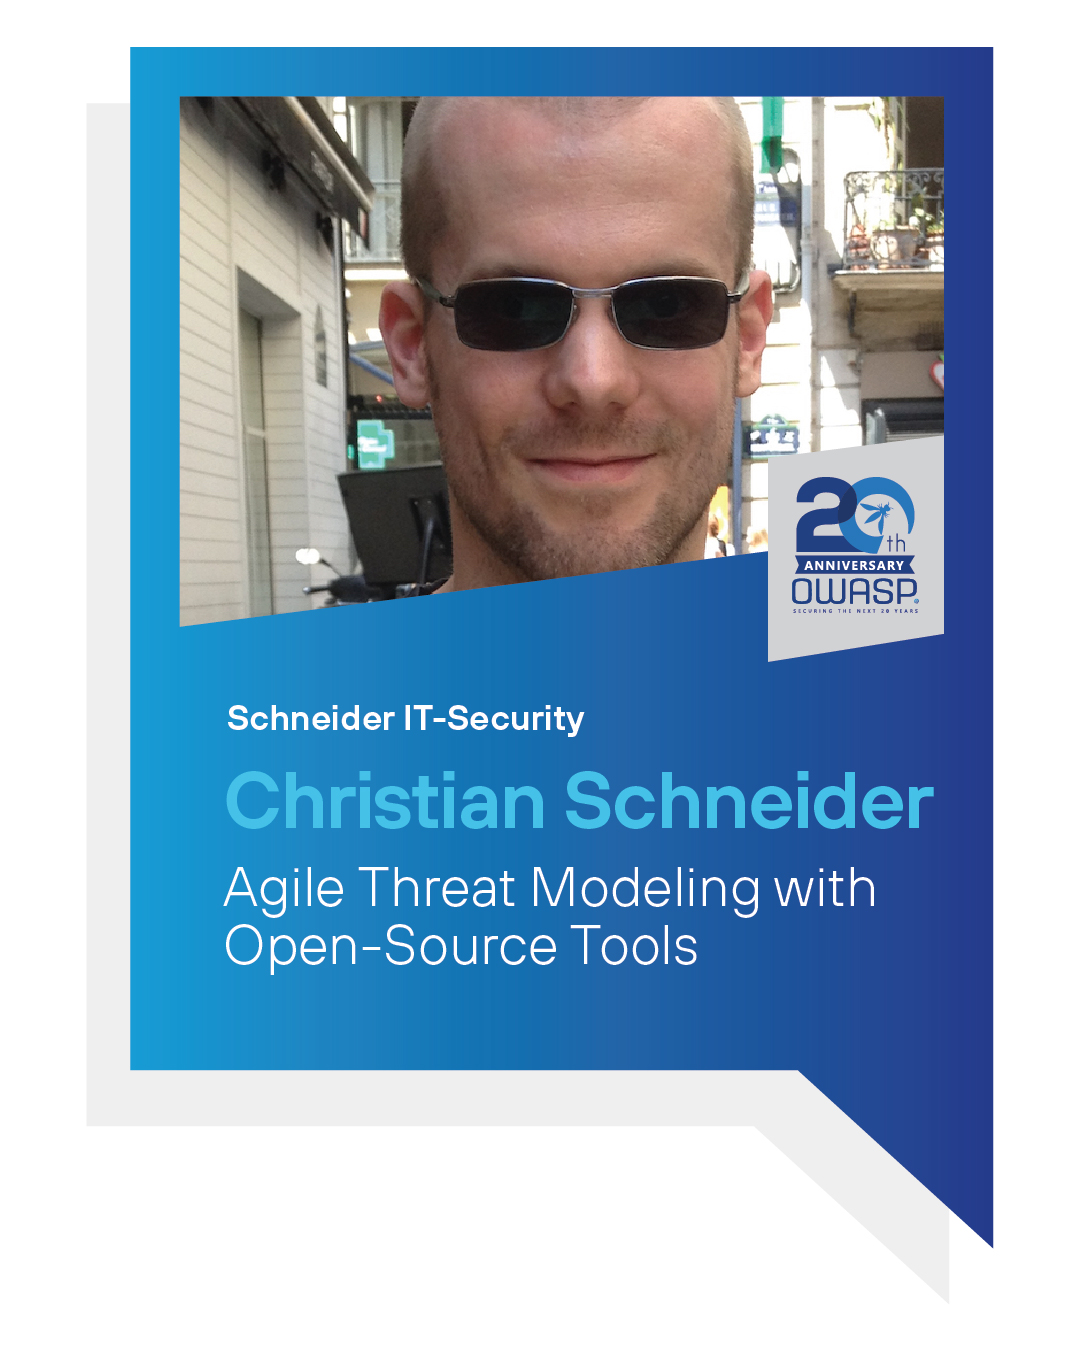 20th
ANNIVERSARY
OWASP
SECURING THE NEXT 20 YEARS
Schneider IT-Security
Christian Schneider
Agile Threat Modeling with
Open-Source Tools